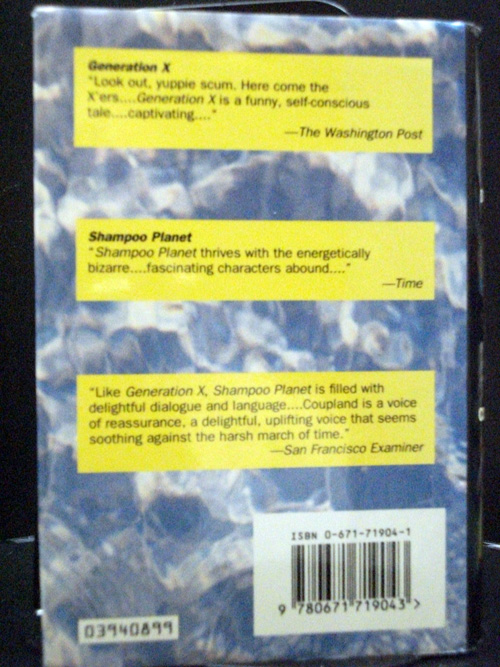 Generation X
"Look out, yuppie scum. Here come the
X'ers....Generation X is a funny, self-conscious
tale....captivating...."
—The Washington Post
Shampoo Planet
"Shampoo Planet thrives with the energetically
bizarre....fascinating characters abound...."
—Time
"Like Generation X, Shampoo Planet is filled with
delightful dialogue and language....Coupland is a voice
of reassurance, a delightful, uplifting voice that seems
soothing against the harsh march of time."
—San Francisco Examiner
ISBN 0-671-71904-1
9 780671 719043 >
03940899